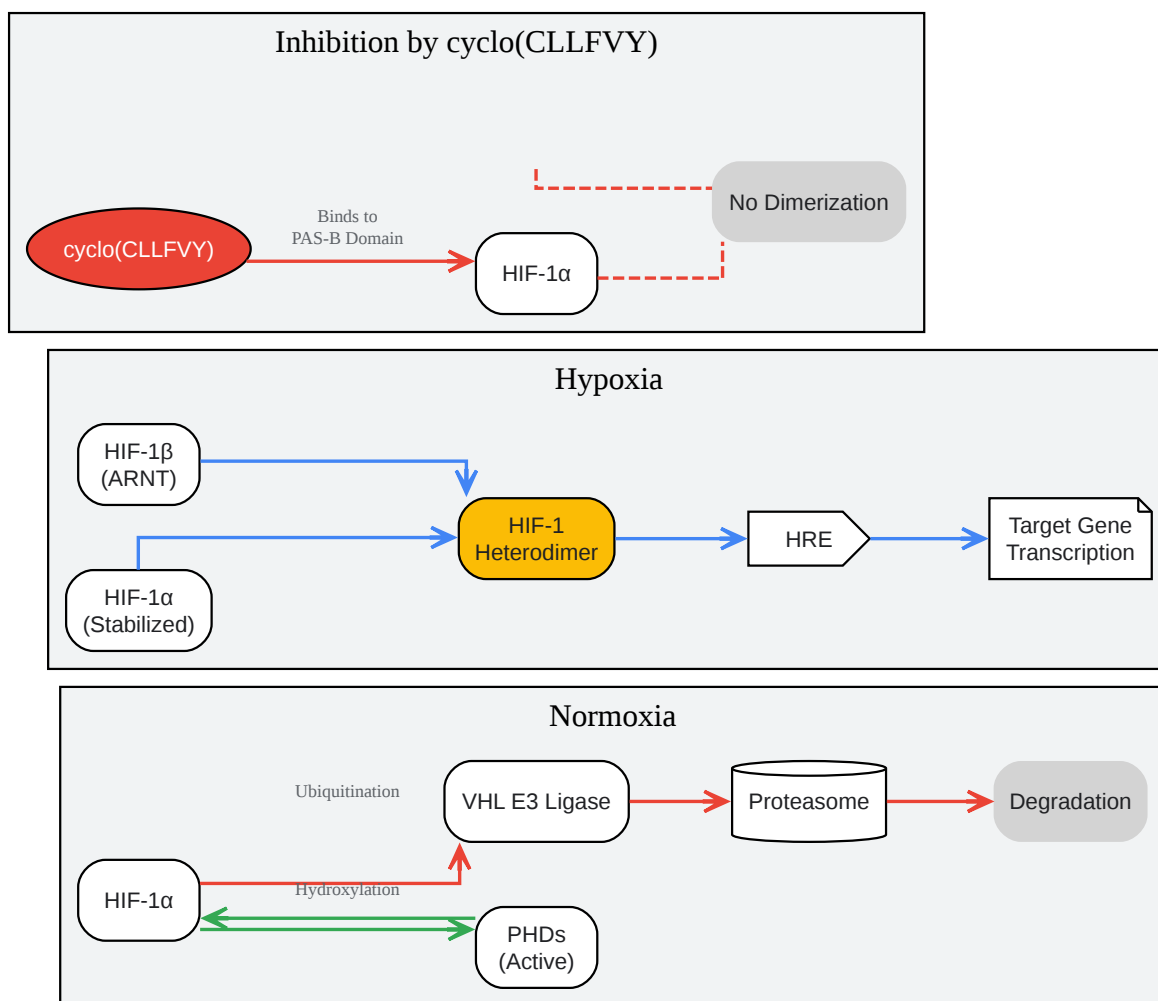 Inhibition by cyclo(CLLFVY)
cyclo(CLLFVY)
Binds to
PAS-B Domain
HIF-1α
No Dimerization
Hypoxia
HIF-1β
(ARNT)
HIF-1α
(Stabilized)
HIF-1
Heterodimer
HRE
Target Gene
Transcription
Normoxia
HIF-1α
Ubiquitination
Hydroxylation
VHL E3 Ligase
PHDs
(Active)
Proteasome
Degradation